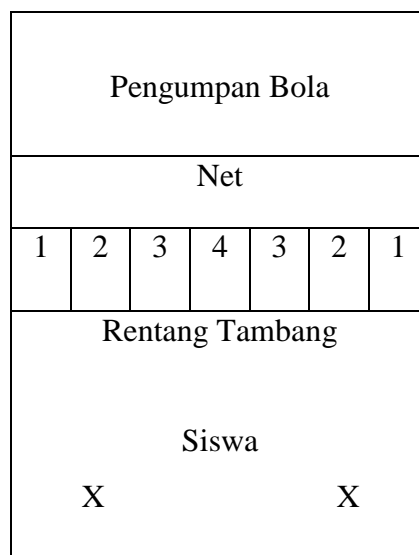 Pengumpan Bola
Net
1 2 3 4 3 2 1
Rentang Tambang
Siswa
X X